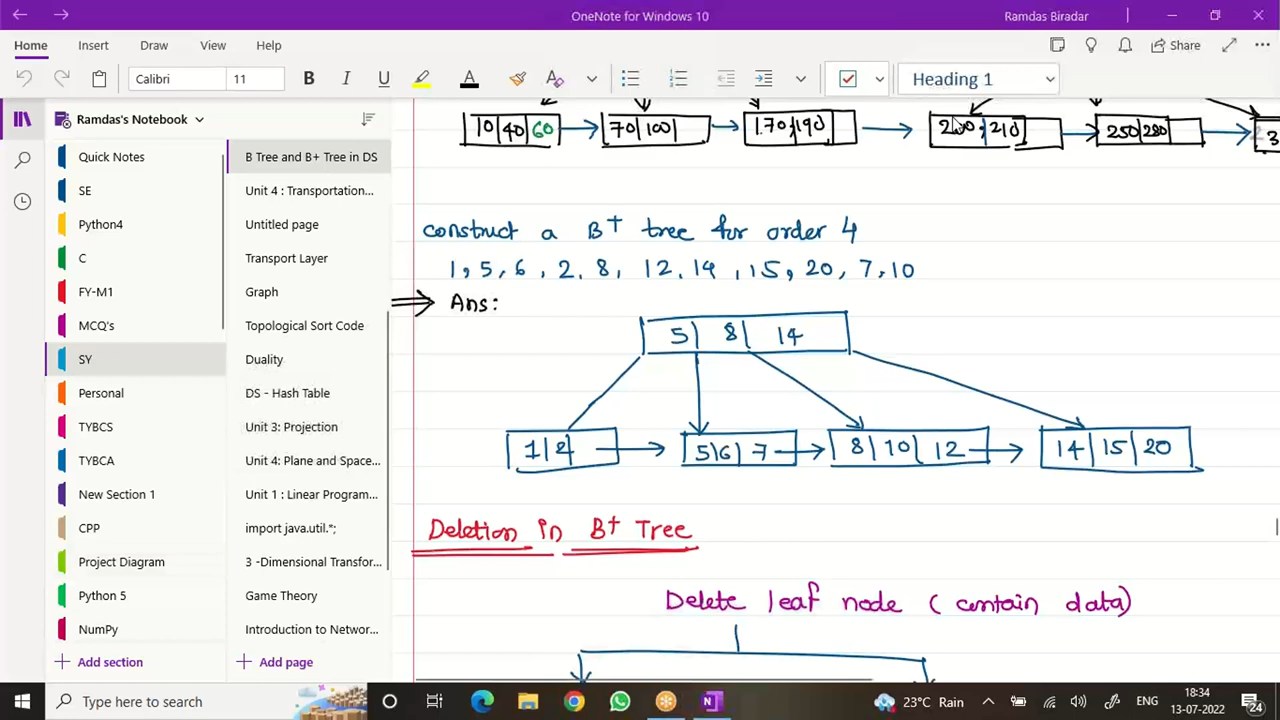 OneNote for Windows 10
Ramdas Biradar
Home Insert Draw View Help
Share
Calibri 11 B I U A Heading 1
Ramdas's Notebook
Quick Notes
SE
Python4
C
FY-M1
MCQ's
SY
Personal
TYBCS
TYBCA
New Section 1
CPP
Project Diagram
Python 5
NumPy
Add section
B Tree and B+ Tree in DS
Unit 4 : Transportation...
Untitled page
Transport Layer
Graph
Topological Sort Code
Duality
DS - Hash Table
Unit 3: Projection
Unit 4: Plane and Space...
Unit 1 : Linear Program...
import java.util.*;
3 -Dimensional Transfor...
Game Theory
Introduction to Networ...
Add page
10 | 40 | 60 70 | 100 | 170, 190 210 250 | 280
construct a B+ tree for order 4
1, 5, 6, 2, 8, 12, 14, 15, 20, 7, 10
Ans:
5 | 8 | 14
1 | 2 5 | 6 | 7 8 | 10 | 12 14 | 15 | 20
Deletion in B+ Tree
Delete leaf node (contain data)
Type here to search
23°C Rain
ENG
18:34
13-07-2022
24